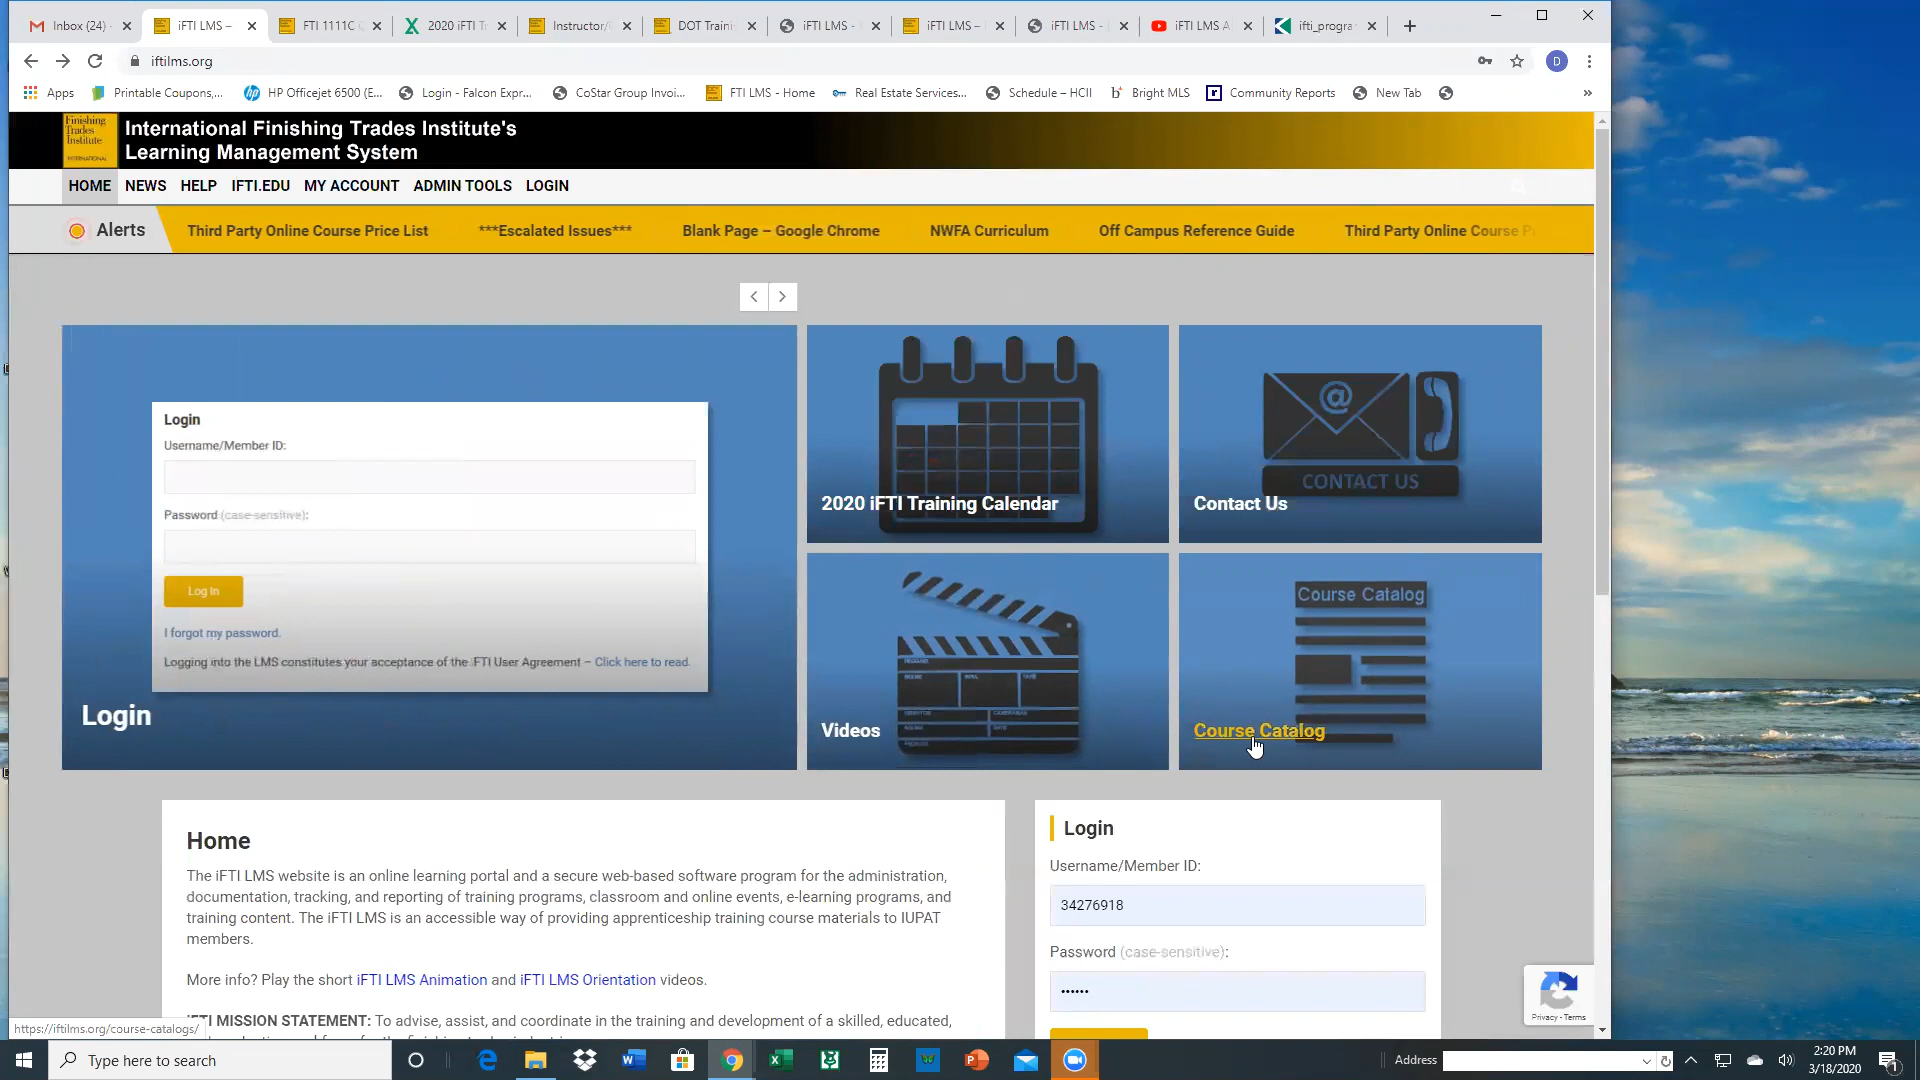 Inbox (24)
iFTI LMS –
FTI 1111C
2020 iFTI Tr
Instructor/
DOT Traini
iFTI LMS -
iFTI LMS –
iFTI LMS -
iFTI LMS A
ifti_progra
iftilms.org
D
Apps
Printable Coupons,...
HP Officejet 6500 (E...
Login - Falcon Expr...
CoStar Group Invoi...
FTI LMS - Home
Real Estate Services...
Schedule – HCII
Bright MLS
Community Reports
New Tab
»
Finishing
Trades
Institute
INTERNATIONAL
International Finishing Trades Institute's
Learning Management System
HOME NEWS HELP IFTI.EDU MY ACCOUNT ADMIN TOOLS LOGIN
Alerts
Third Party Online Course Price List
***Escalated Issues***
Blank Page – Google Chrome
NWFA Curriculum
Off Campus Reference Guide
Third Party Online Course
Login
Username/Member ID:
Password (case-sensitive):
Log In
I forgot my password.
Logging into the LMS constitutes your acceptance of the iFTI User Agreement – Click here to read.
Login
2020 iFTI Training Calendar
CONTACT US
Contact Us
Videos
Course Catalog
Course Catalog
Home
The iFTI LMS website is an online learning portal and a secure web-based software program for the administration,
documentation, tracking, and reporting of training programs, classroom and online events, e-learning programs, and
training content. The iFTI LMS is an accessible way of providing apprenticeship training course materials to IUPAT
members.
More info? Play the short iFTI LMS Animation and iFTI LMS Orientation videos.
iFTI MISSION STATEMENT: To advise, assist, and coordinate in the training and development of a skilled, educated,
Login
Username/Member ID:
34276918
Password (case-sensitive):
••••••
Privacy - Terms
https://iftilms.org/course-catalogs/
Type here to search
Address
2:20 PM
3/18/2020
1